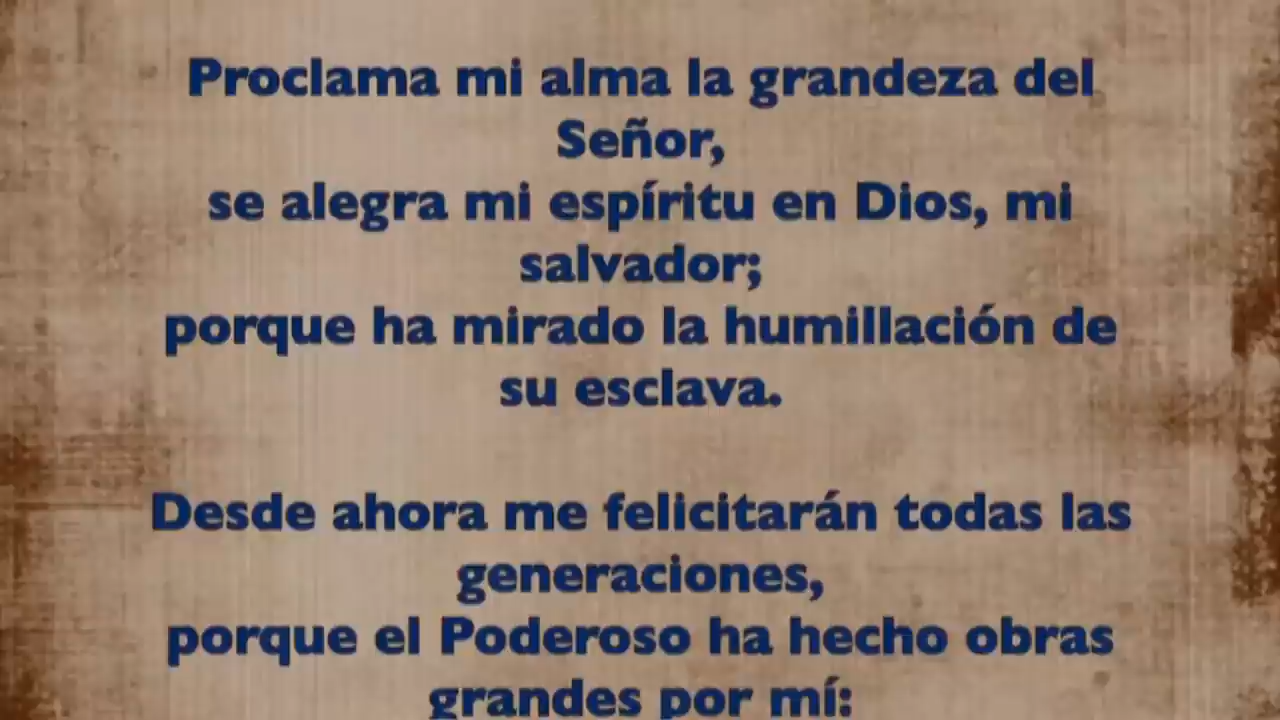 Proclama mi alma la grandeza del
Señor,
se alegra mi espíritu en Dios, mi
salvador;
porque ha mirado la humillación de
su esclava.
Desde ahora me felicitarán todas las
generaciones,
porque el Poderoso ha hecho obras
grandes por mí: